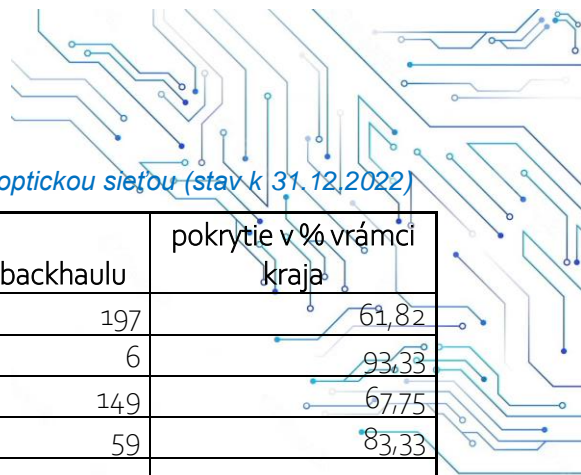 optickou sieťou (stav k 31.12.2022)
backhaulu pokrytie v % vrámci kraja
197 61,82
6 93,33
149 67,75
59 83,33